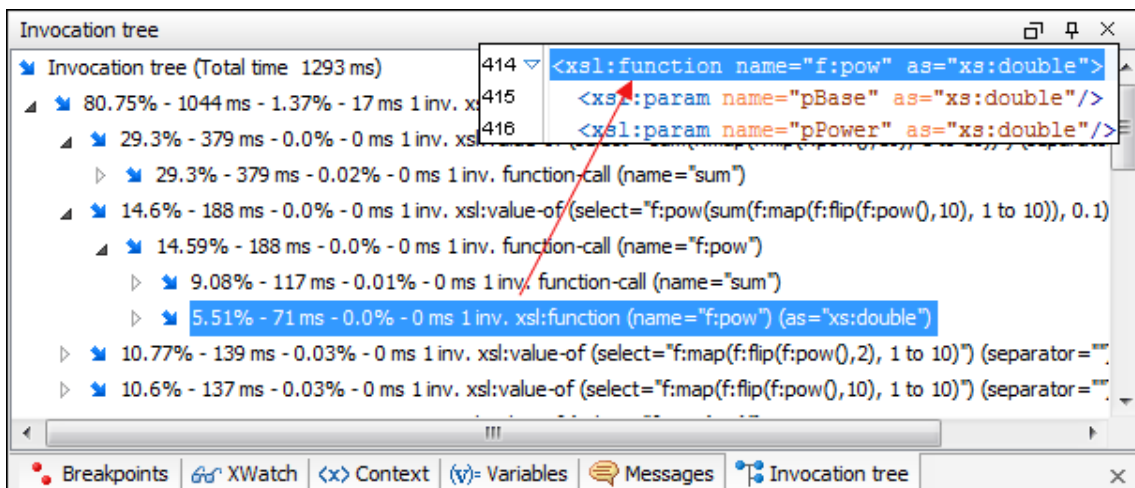 Invocation tree
Invocation tree (Total time 1293 ms)
414 <xsl:function name="f:pow" as="xs:double">
80.75% - 1044 ms - 1.37% - 17 ms 1 inv. xs
415 <xsl:param name="pBase" as="xs:double"/>
416 <xsl:param name="pPower" as="xs:double"/>
29.3% - 379 ms - 0.0% - 0 ms 1 inv. xsl
29.3% - 379 ms - 0.02% - 0 ms 1 inv. function-call (name="sum")
14.6% - 188 ms - 0.0% - 0 ms 1 inv. xsl:value-of (select="f:pow(sum(f:map(f:flip(f:pow(),10), 1 to 10)), 0.1)
14.59% - 188 ms - 0.0% - 0 ms 1 inv. function-call (name="f:pow")
9.08% - 117 ms - 0.01% - 0 ms 1 inv. function-call (name="sum")
5.51% - 71 ms - 0.0% - 0 ms 1 inv. xsl:function (name="f:pow") (as="xs:double")
10.77% - 139 ms - 0.03% - 0 ms 1 inv. xsl:value-of (select="f:map(f:flip(f:pow(),2), 1 to 10)") (separator=""
10.6% - 137 ms - 0.03% - 0 ms 1 inv. xsl:value-of (select="f:map(f:flip(f:pow(),10), 1 to 10)") (separator=""
Breakpoints XWatch <x> Context (v)= Variables Messages Invocation tree